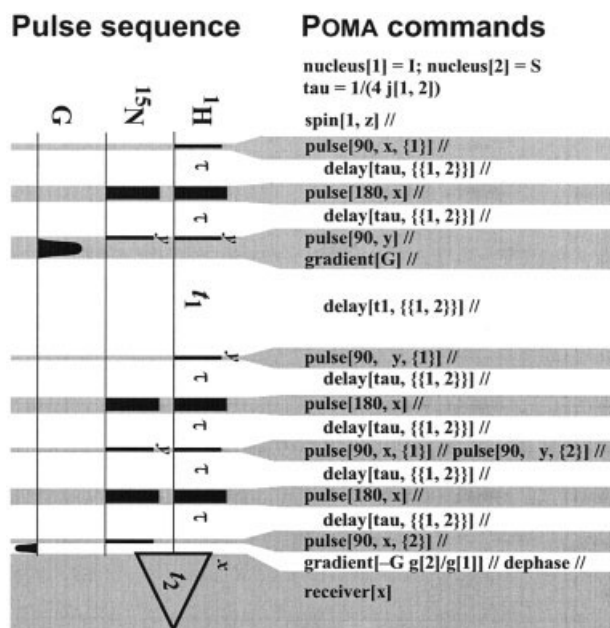 Pulse sequence
POMA commands
nucleus[1] = I; nucleus[2] = S
tau = 1/(4 j[1, 2])
G
15N
1H
spin[1, z] //
pulse[90, x, {1}] //
τ
delay[tau, {{1, 2}}] //
pulse[180, x] //
τ
delay[tau, {{1, 2}}] //
y
y
pulse[90, y] //
gradient[G] //
t1
delay[t1, {{1, 2}}] //
y
pulse[90, y, {1}] //
τ
delay[tau, {{1, 2}}] //
pulse[180, x] //
τ
delay[tau, {{1, 2}}] //
y
pulse[90, x, {1}] // pulse[90, y, {2}] //
τ
delay[tau, {{1, 2}}] //
pulse[180, x] //
τ
delay[tau, {{1, 2}}] //
pulse[90, x, {2}] //
x
gradient[–G g[2]/g[1]] // dephase //
t2
receiver[x]